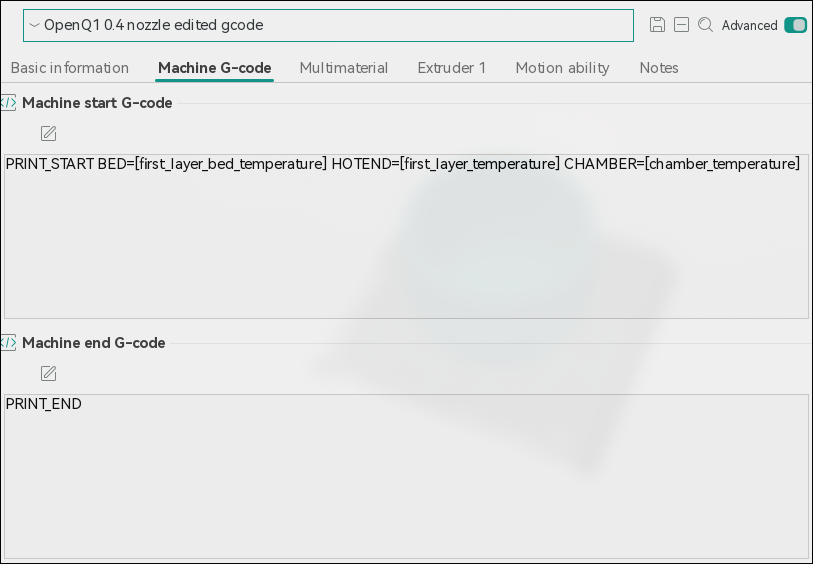 OpenQ1 0.4 nozzle edited gcode
Advanced
Basic information Machine G-code Multimaterial Extruder 1 Motion ability Notes
Machine start G-code
PRINT_START BED=[first_layer_bed_temperature] HOTEND=[first_layer_temperature] CHAMBER=[chamber_temperature]
Machine end G-code
PRINT_END